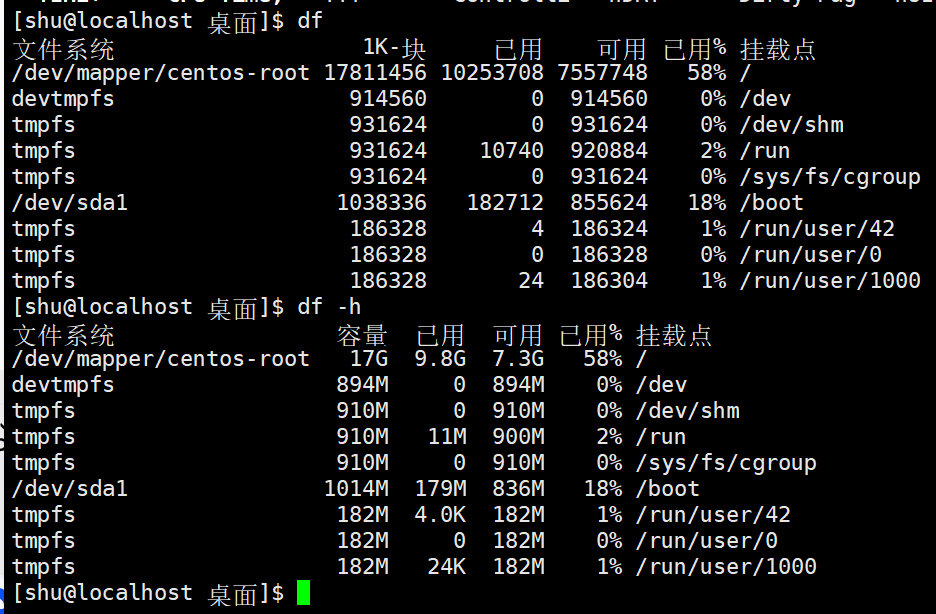 [shu@localhost 桌面]$ df
文件系统 1K-块 已用 可用 已用% 挂载点
/dev/mapper/centos-root 17811456 10253708 7557748 58% /
devtmpfs 914560 0 914560 0% /dev
tmpfs 931624 0 931624 0% /dev/shm
tmpfs 931624 10740 920884 2% /run
tmpfs 931624 0 931624 0% /sys/fs/cgroup
/dev/sda1 1038336 182712 855624 18% /boot
tmpfs 186328 4 186324 1% /run/user/42
tmpfs 186328 0 186328 0% /run/user/0
tmpfs 186328 24 186304 1% /run/user/1000
[shu@localhost 桌面]$ df -h
文件系统 容量 已用 可用 已用% 挂载点
/dev/mapper/centos-root 17G 9.8G 7.3G 58% /
devtmpfs 894M 0 894M 0% /dev
tmpfs 910M 0 910M 0% /dev/shm
tmpfs 910M 11M 900M 2% /run
tmpfs 910M 0 910M 0% /sys/fs/cgroup
/dev/sda1 1014M 179M 836M 18% /boot
tmpfs 182M 4.0K 182M 1% /run/user/42
tmpfs 182M 0 182M 0% /run/user/0
tmpfs 182M 24K 182M 1% /run/user/1000
[shu@localhost 桌面]$